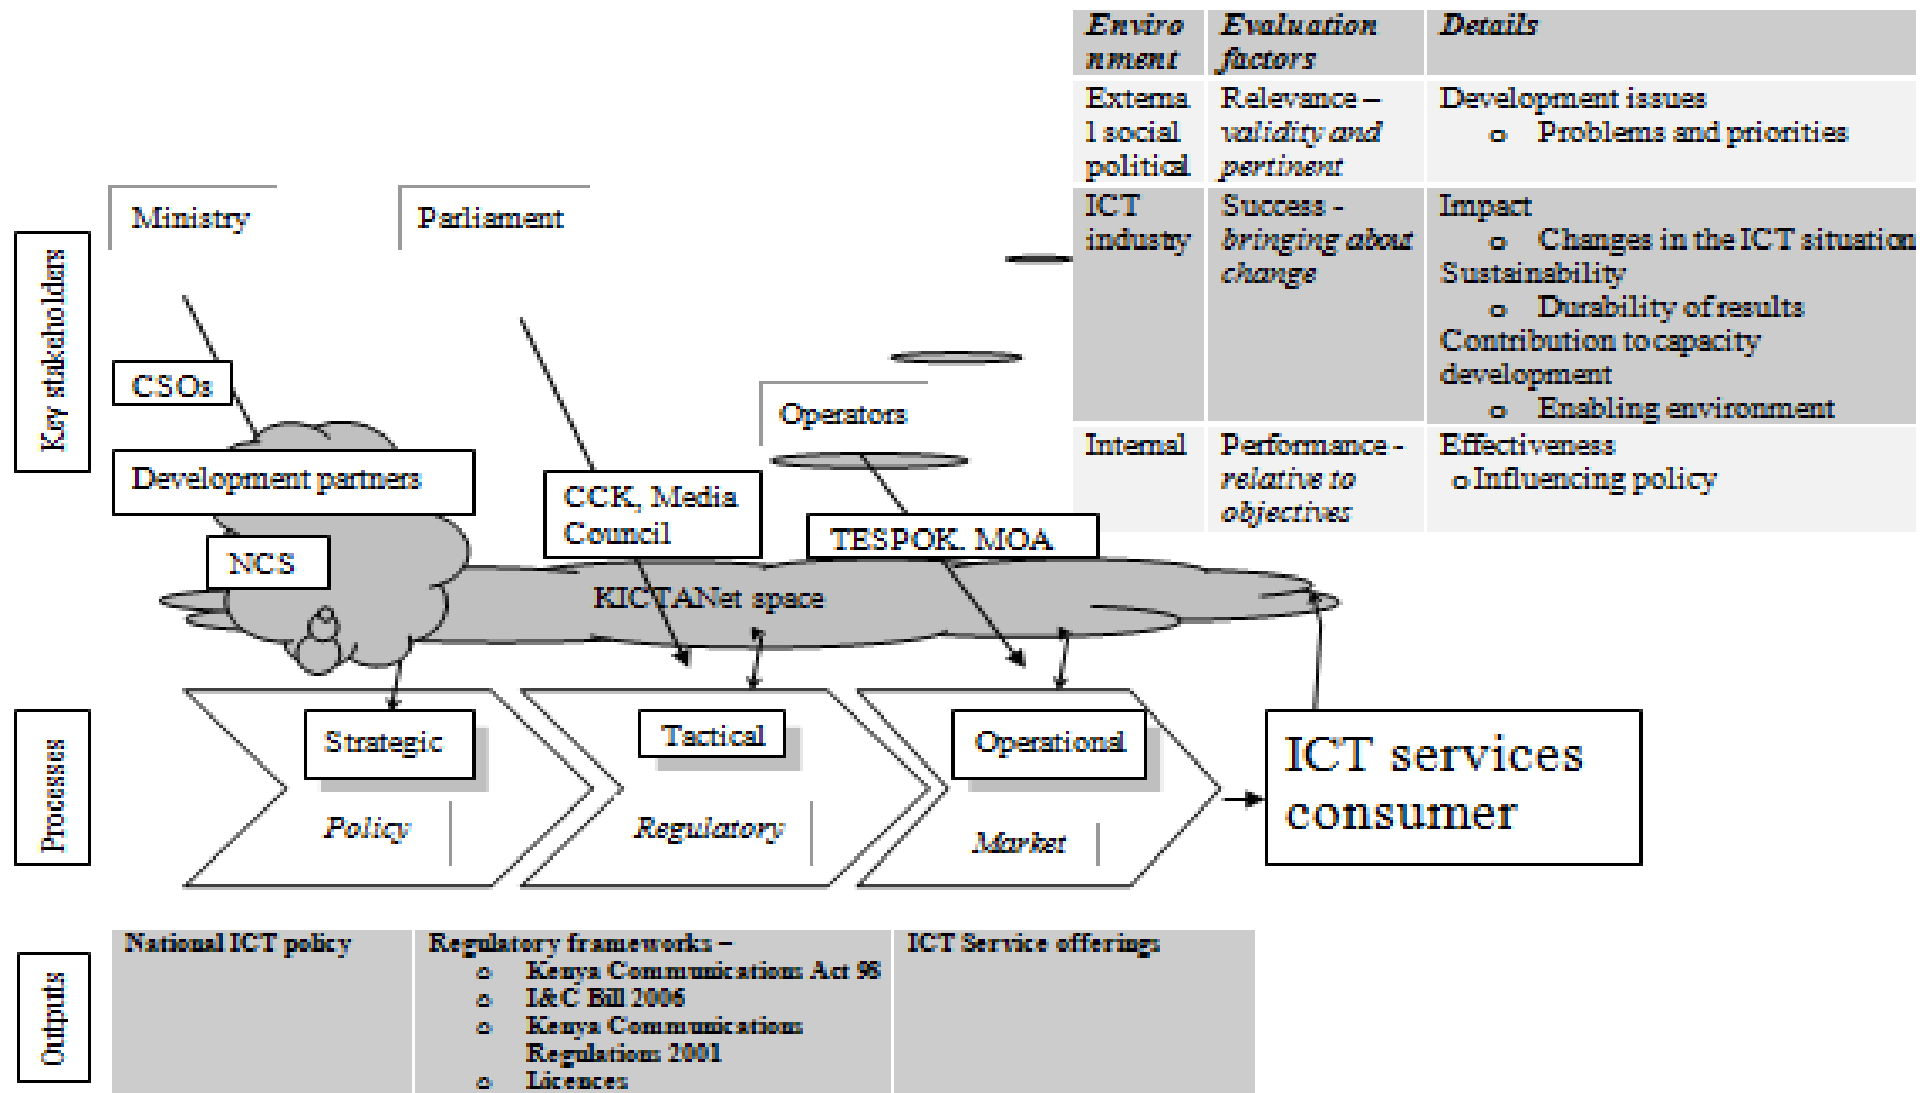 Enviro
nment
Evaluation
factors
Details
Externa
l social
political
Relevance –
validity and
pertinent
Development issues
o Problems and priorities
ICT
industry
Success -
bringing about
change
Impact
o Changes in the ICT situation
Sustainability
o Durability of results
Contribution to capacity
development
o Enabling environment
Internal
Performance -
relative to
objectives
Effectiveness
o Influencing policy
Key stakeholders
Ministry
Parliament
CSOs
Operators
Development partners
CCK, Media
Council
TESPOK. MOA
NCS
KICTANet space
Processes
Strategic
Policy
Tactical
Regulatory
Operational
Market
ICT services
consumer
Outputs
National ICT policy
Regulatory frameworks –
o Kenya Communications Act 98
o I&C Bill 2006
o Kenya Communications
Regulations 2001
o Licences
ICT Service offerings